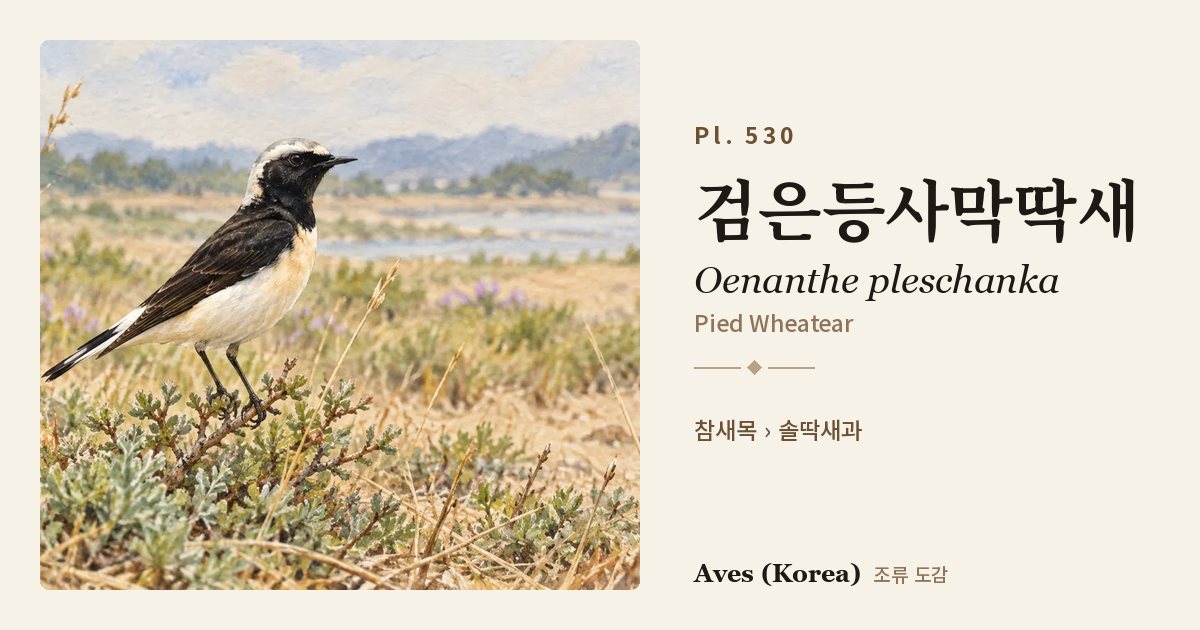 Pl. 530
검은등사막딱새
Oenanthe pleschanka
Pied Wheatear
참새목 › 솔딱새과
Aves (Korea) 조류 도감